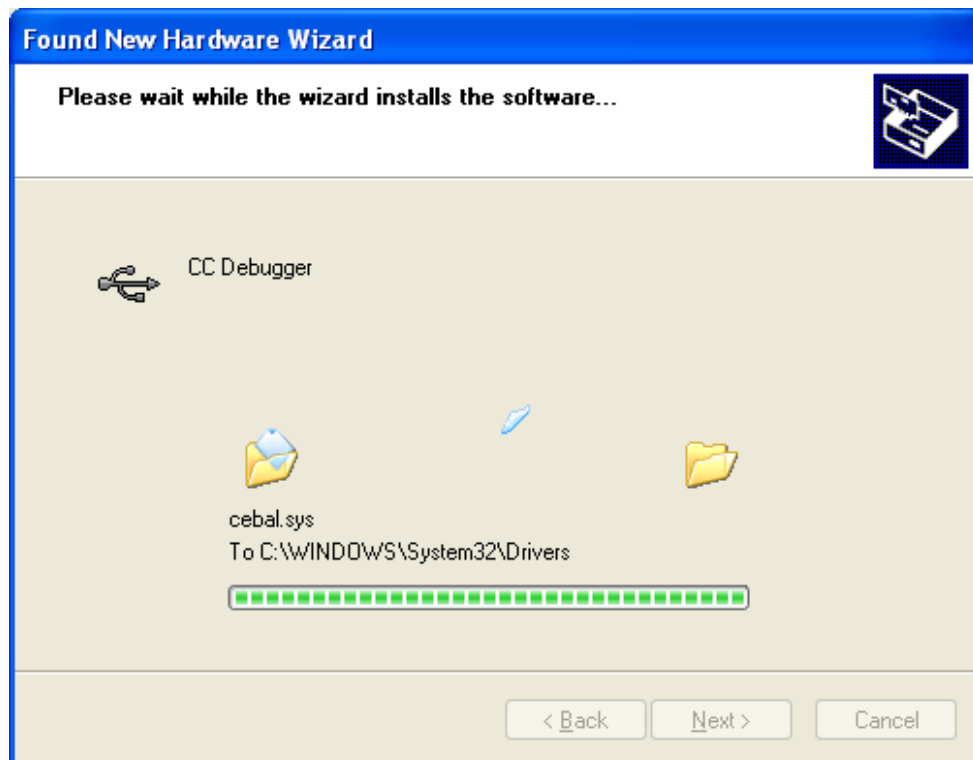 Found New Hardware Wizard
Please wait while the wizard installs the software...
CC Debugger
cebal.sys
To C:\WINDOWS\System32\Drivers
< Back
Next >
Cancel